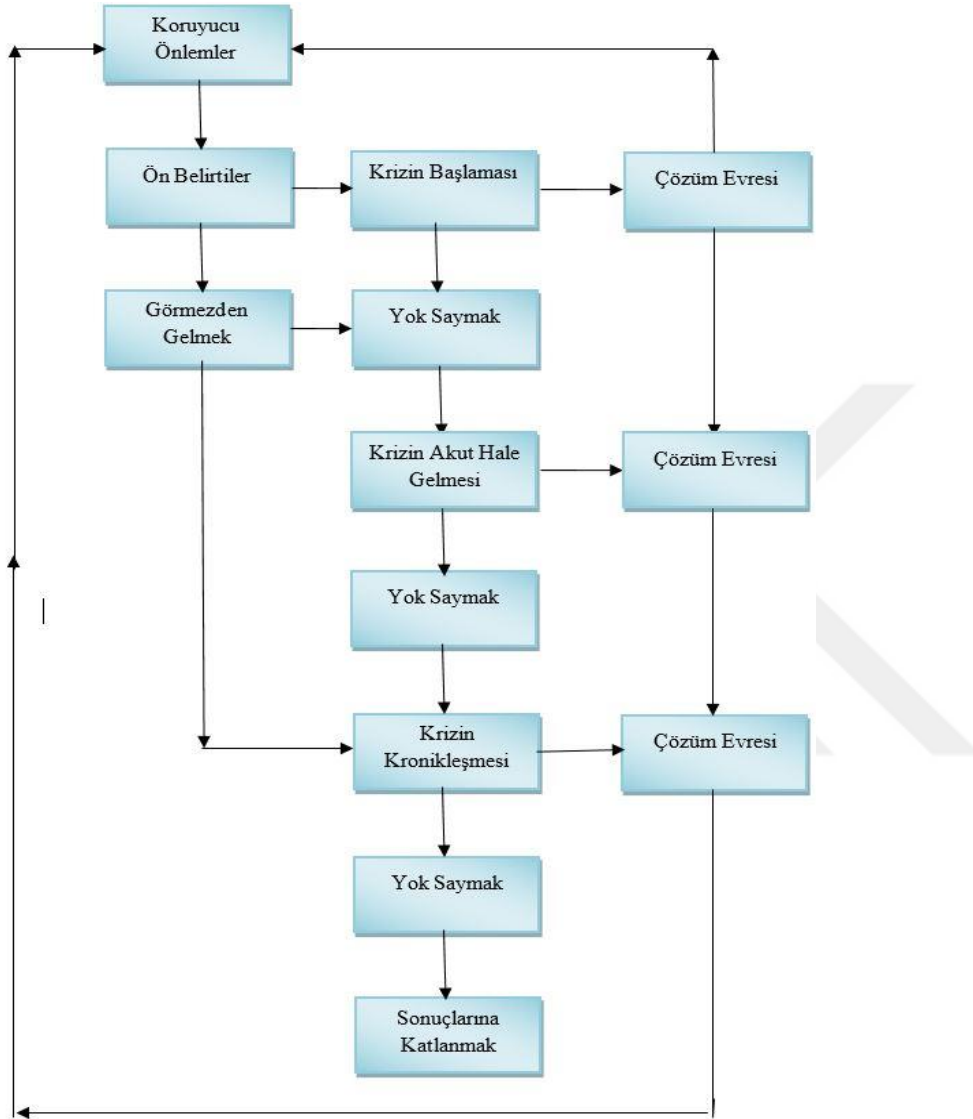 Koruyucu
Önlemler
Ön Belirtiler
Krizin Başlaması
Çözüm Evresi
Görmezden
Gelmek
Yok Saymak
Krizin Akut Hale
Gelmesi
Çözüm Evresi
Yok Saymak
Krizin
Kronikleşmesi
Çözüm Evresi
Yok Saymak
Sonuçlarına
Katlanmak